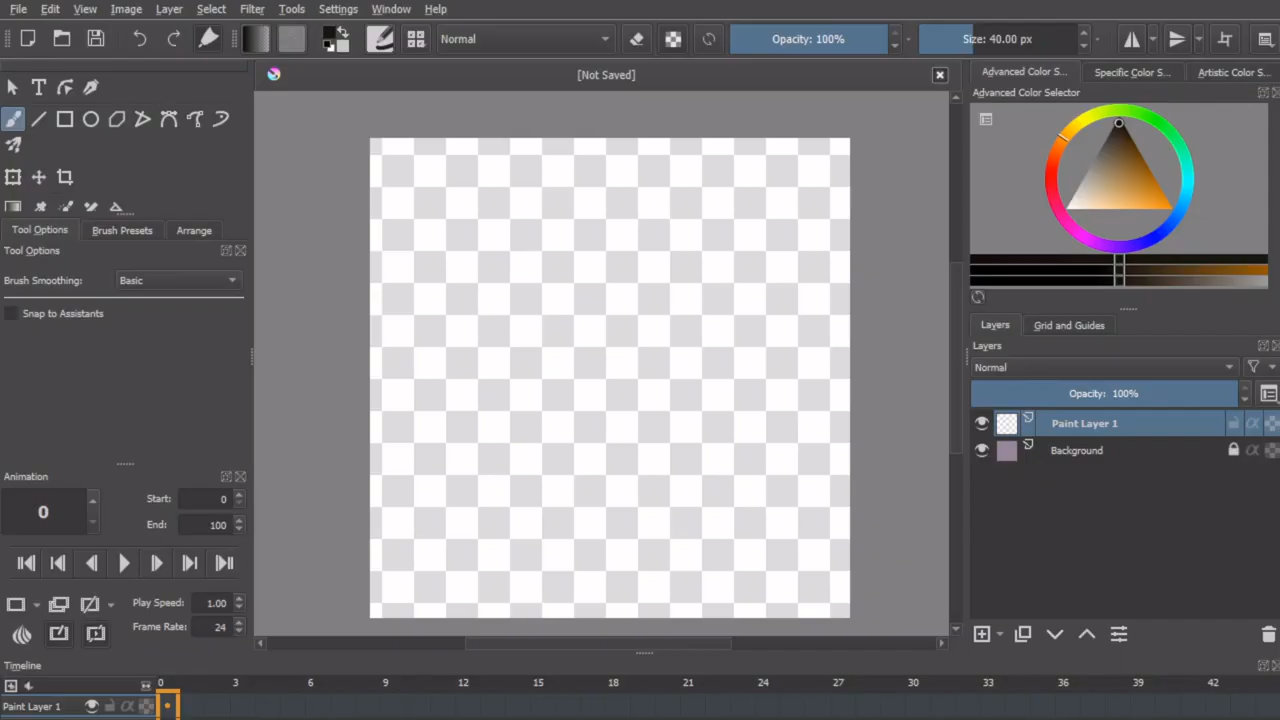 File Edit View Image Layer Select Filter Tools Settings Window Help
Normal Opacity: 100% Size: 40.00 px
[Not Saved]
Advanced Color S... Specific Color S... Artistic Color S...
Advanced Color Selector
Tool Options Brush Presets Arrange
Tool Options
Brush Smoothing: Basic
Snap to Assistants
Layers Grid and Guides
Layers
Normal
Opacity: 100%
Paint Layer 1
Background
Animation
0
Start: 0
End: 100
Play Speed: 1.00
Frame Rate: 24
Timeline
0 3 6 9 12 15 18 21 24 27 30 33 36 39 42
Paint Layer 1